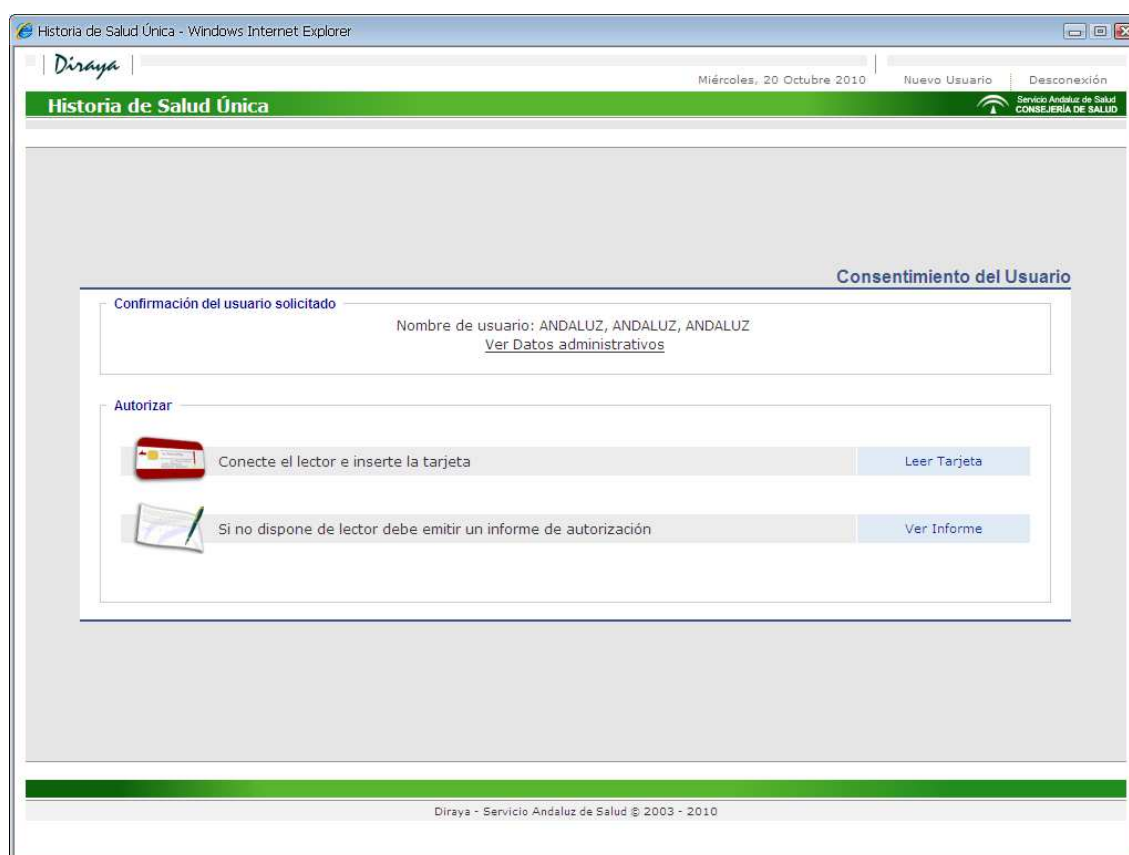 Historia de Salud Única - Windows Internet Explorer
Diraya
Miércoles, 20 Octubre 2010
Nuevo Usuario
Desconexión
Historia de Salud Única
Servicio Andaluz de Salud
CONSEJERÍA DE SALUD
Consentimiento del Usuario
Confirmación del usuario solicitado
Nombre de usuario: ANDALUZ, ANDALUZ, ANDALUZ
Ver Datos administrativos
Autorizar
Conecte el lector e inserte la tarjeta
Leer Tarjeta
Si no dispone de lector debe emitir un informe de autorización
Ver Informe
Diraya - Servicio Andaluz de Salud © 2003 - 2010